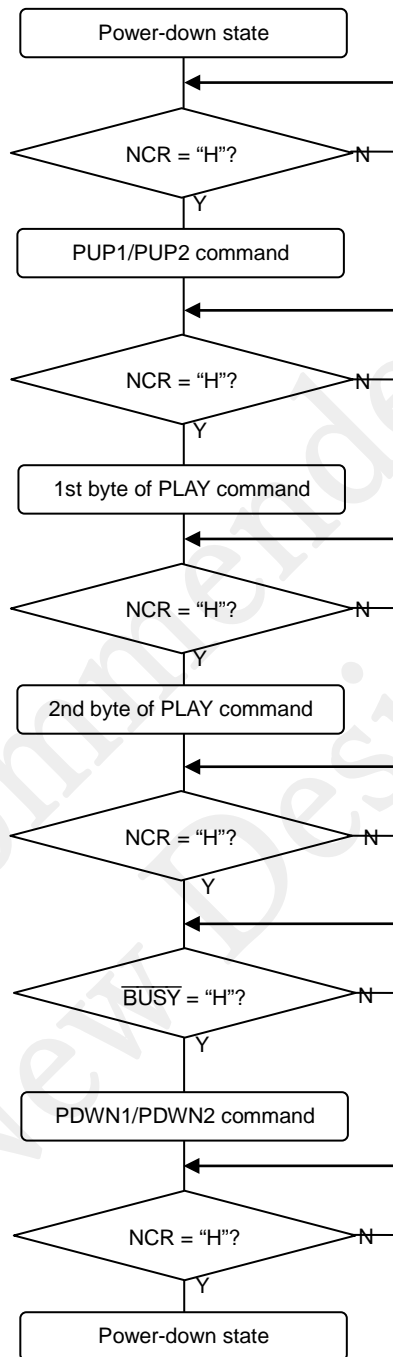 Power-down state
NCR = “H”?
N
Y
PUP1/PUP2 command
NCR = “H”?
N
Y
1st byte of PLAY command
NCR = “H”?
N
Y
2nd byte of PLAY command
NCR = “H”?
N
Y
BUSY = “H”?
N
Y
PDWN1/PDWN2 command
NCR = “H”?
N
Y
Power-down state